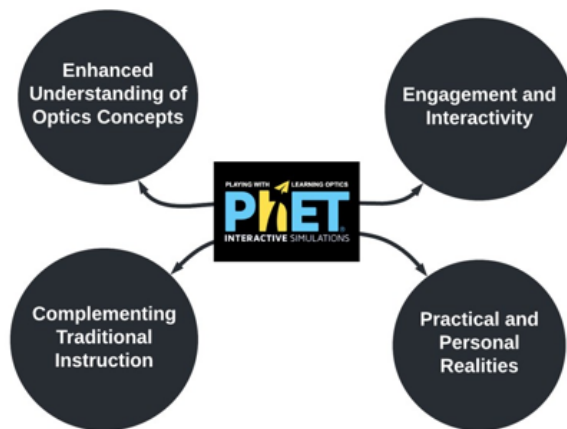 Enhanced
Understanding of
Optics Concepts
Engagement and
Interactivity
PLAYING WITH LEARNING OPTICS
PhET®
INTERACTIVE SIMULATIONS
Complementing
Traditional
Instruction
Practical and
Personal
Realities